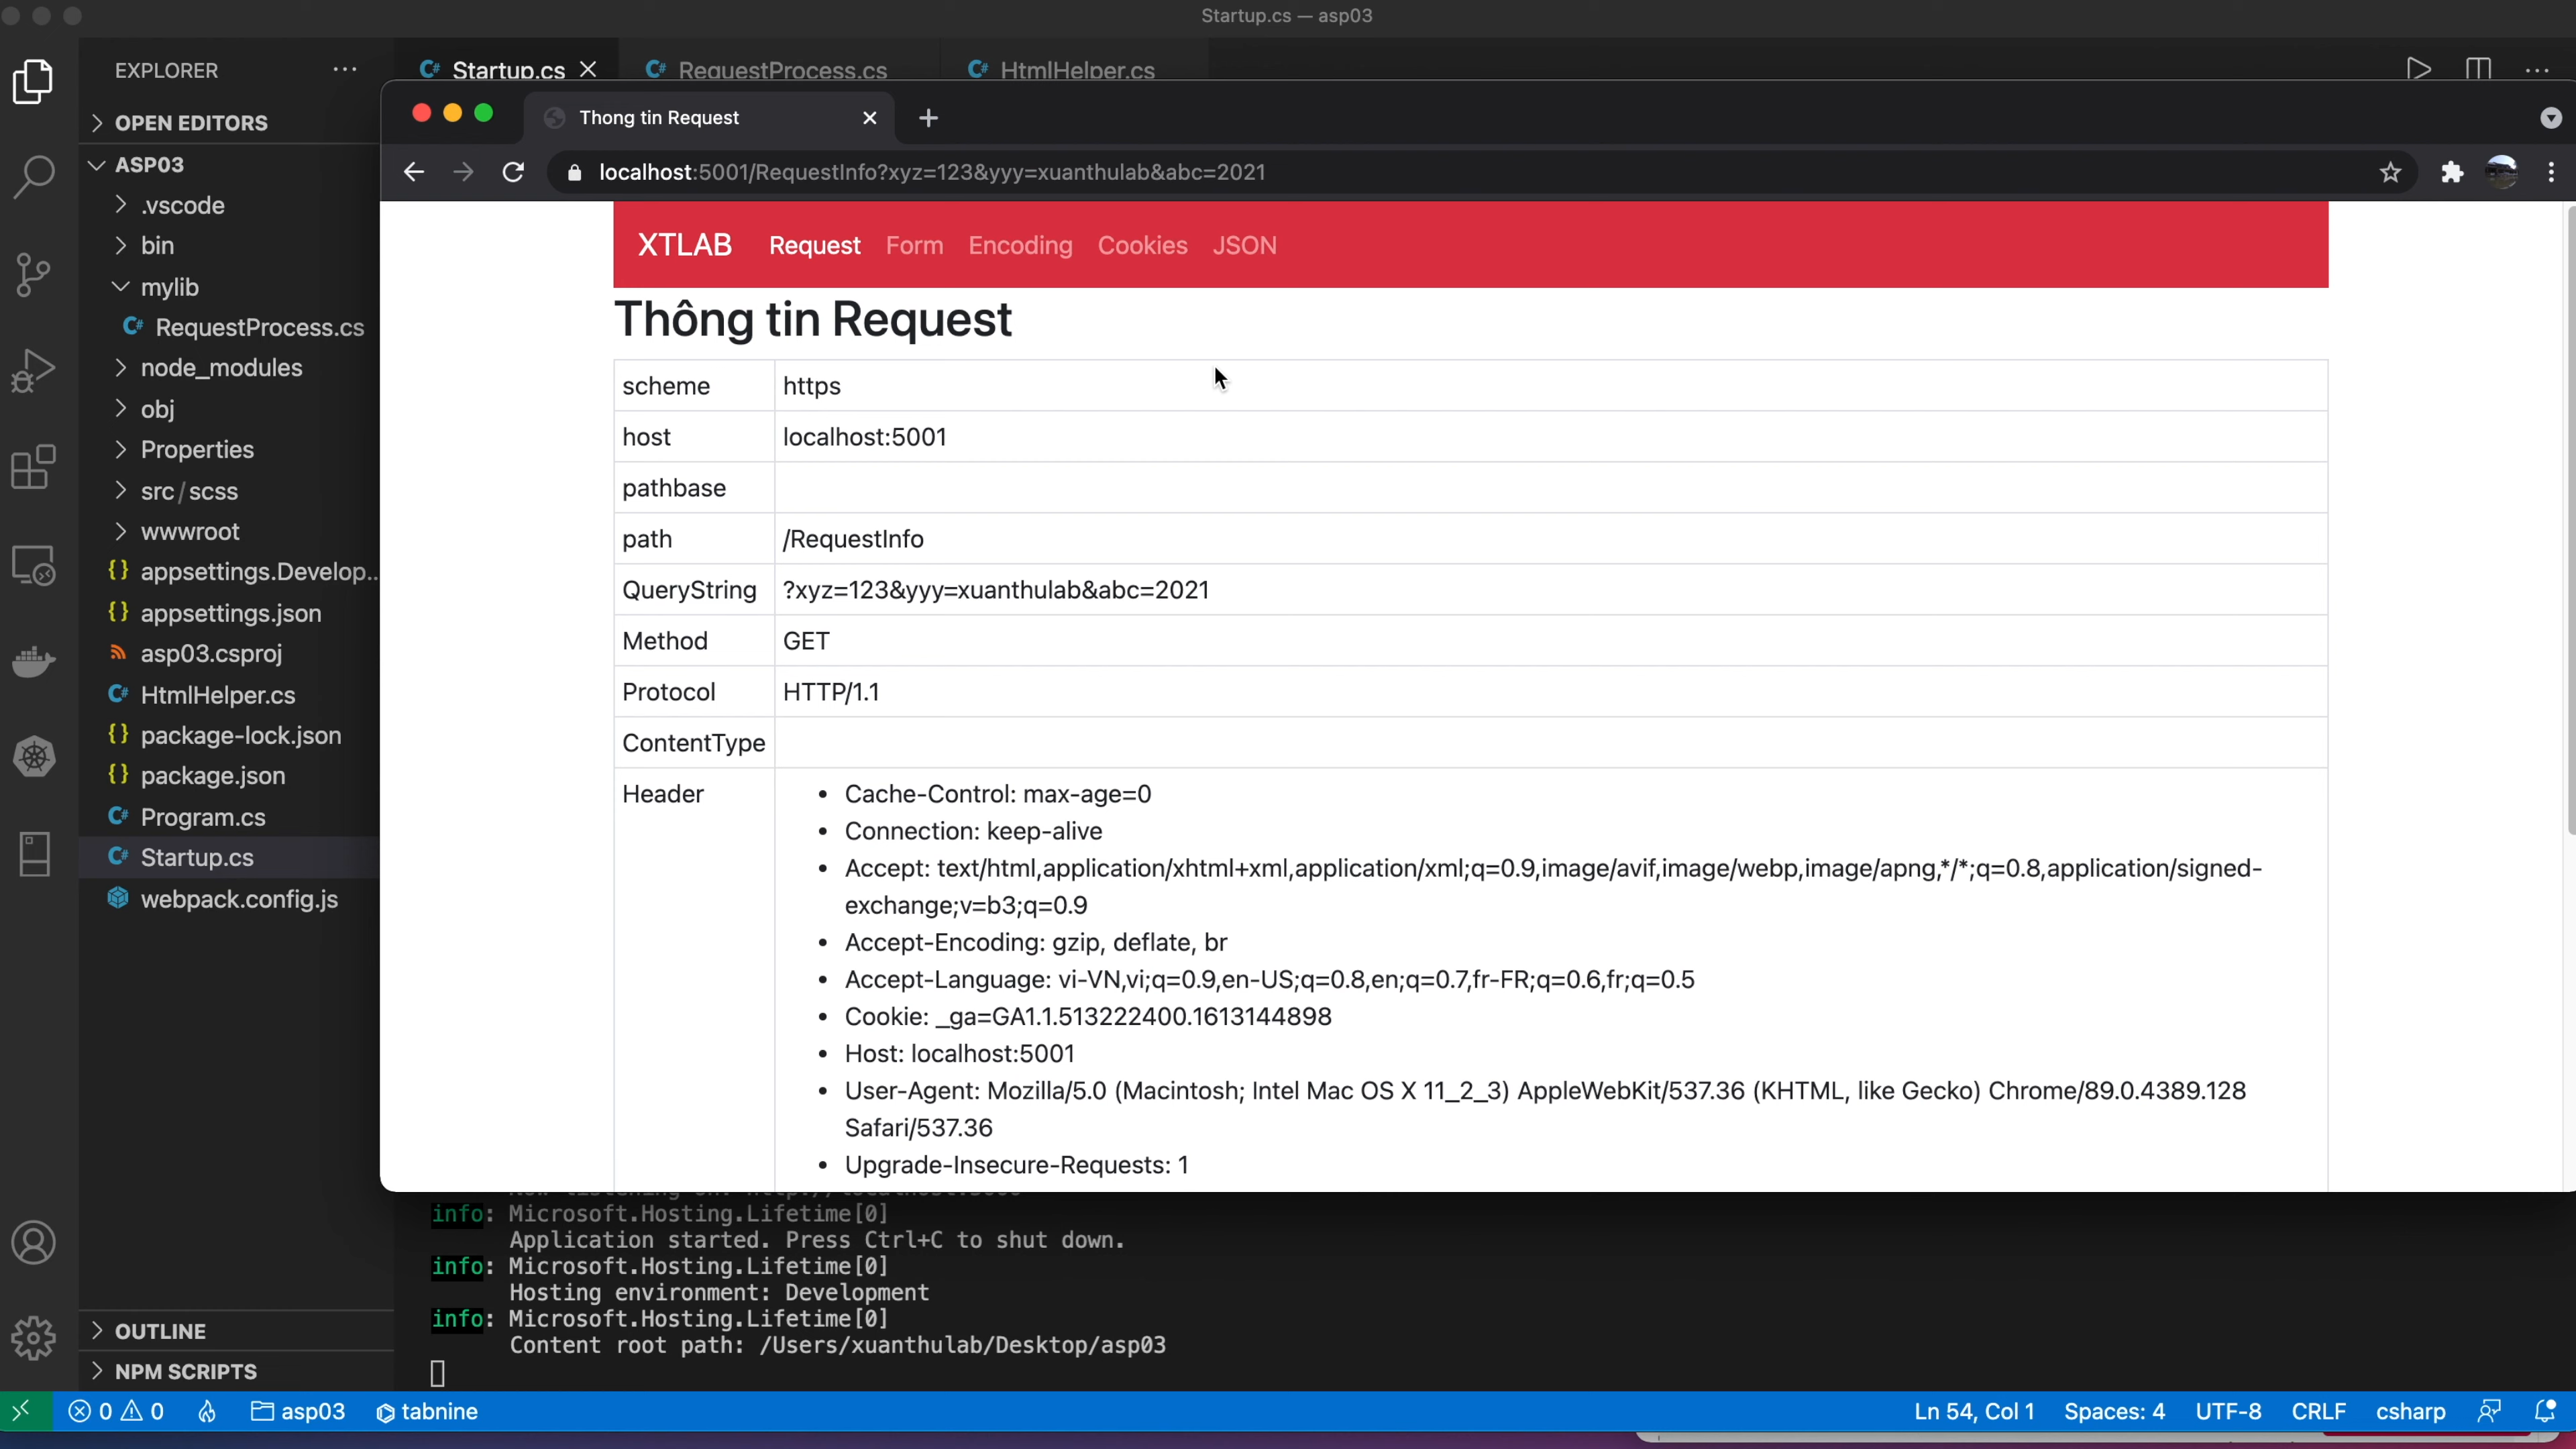 Startup.cs — asp03
EXPLORER
Startup.cs
RequestProcess.cs
HtmlHelper.cs
OPEN EDITORS
ASP03
.vscode
bin
mylib
RequestProcess.cs
node_modules
obj
Properties
src/scss
wwwroot
appsettings.Develop...
appsettings.json
asp03.csproj
HtmlHelper.cs
package-lock.json
package.json
Program.cs
Startup.cs
webpack.config.js
OUTLINE
NPM SCRIPTS
Thong tin Request
localhost:5001/RequestInfo?xyz=123&yyy=xuanthulab&abc=2021
XTLAB Request Form Encoding Cookies JSON
Thông tin Request
scheme https
host localhost:5001
pathbase
path /RequestInfo
QueryString ?xyz=123&yyy=xuanthulab&abc=2021
Method GET
Protocol HTTP/1.1
ContentType
Header
• Cache-Control: max-age=0
• Connection: keep-alive
• Accept: text/html,application/xhtml+xml,application/xml;q=0.9,image/avif,image/webp,image/apng,*/*;q=0.8,application/signed-
exchange;v=b3;q=0.9
• Accept-Encoding: gzip, deflate, br
• Accept-Language: vi-VN,vi;q=0.9,en-US;q=0.8,en;q=0.7,fr-FR;q=0.6,fr;q=0.5
• Cookie: _ga=GA1.1.513222400.1613144898
• Host: localhost:5001
• User-Agent: Mozilla/5.0 (Macintosh; Intel Mac OS X 11_2_3) AppleWebKit/537.36 (KHTML, like Gecko) Chrome/89.0.4389.128
Safari/537.36
• Upgrade-Insecure-Requests: 1
info: Microsoft.Hosting.Lifetime[0]
Application started. Press Ctrl+C to shut down.
info: Microsoft.Hosting.Lifetime[0]
Hosting environment: Development
info: Microsoft.Hosting.Lifetime[0]
Content root path: /Users/xuanthulab/Desktop/asp03
0 0 asp03 tabnine Ln 54, Col 1 Spaces: 4 UTF-8 CRLF csharp